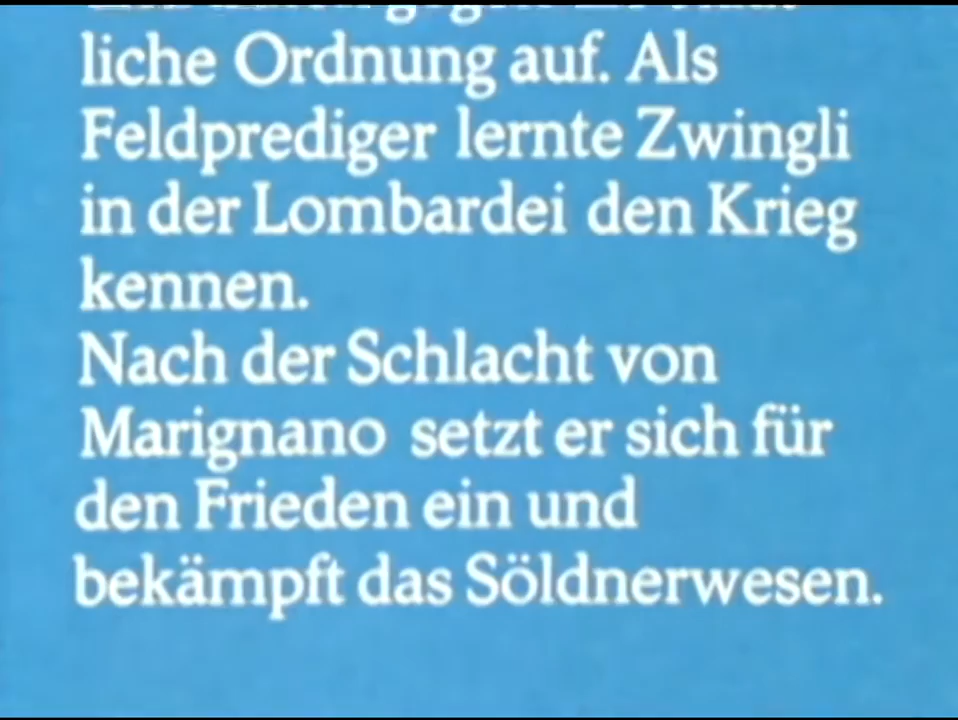 liche Ordnung auf. Als
Feldprediger lernte Zwingli
in der Lombardei den Krieg
kennen.
Nach der Schlacht von
Marignano setzt er sich für
den Frieden ein und
bekämpft das Söldnerwesen.